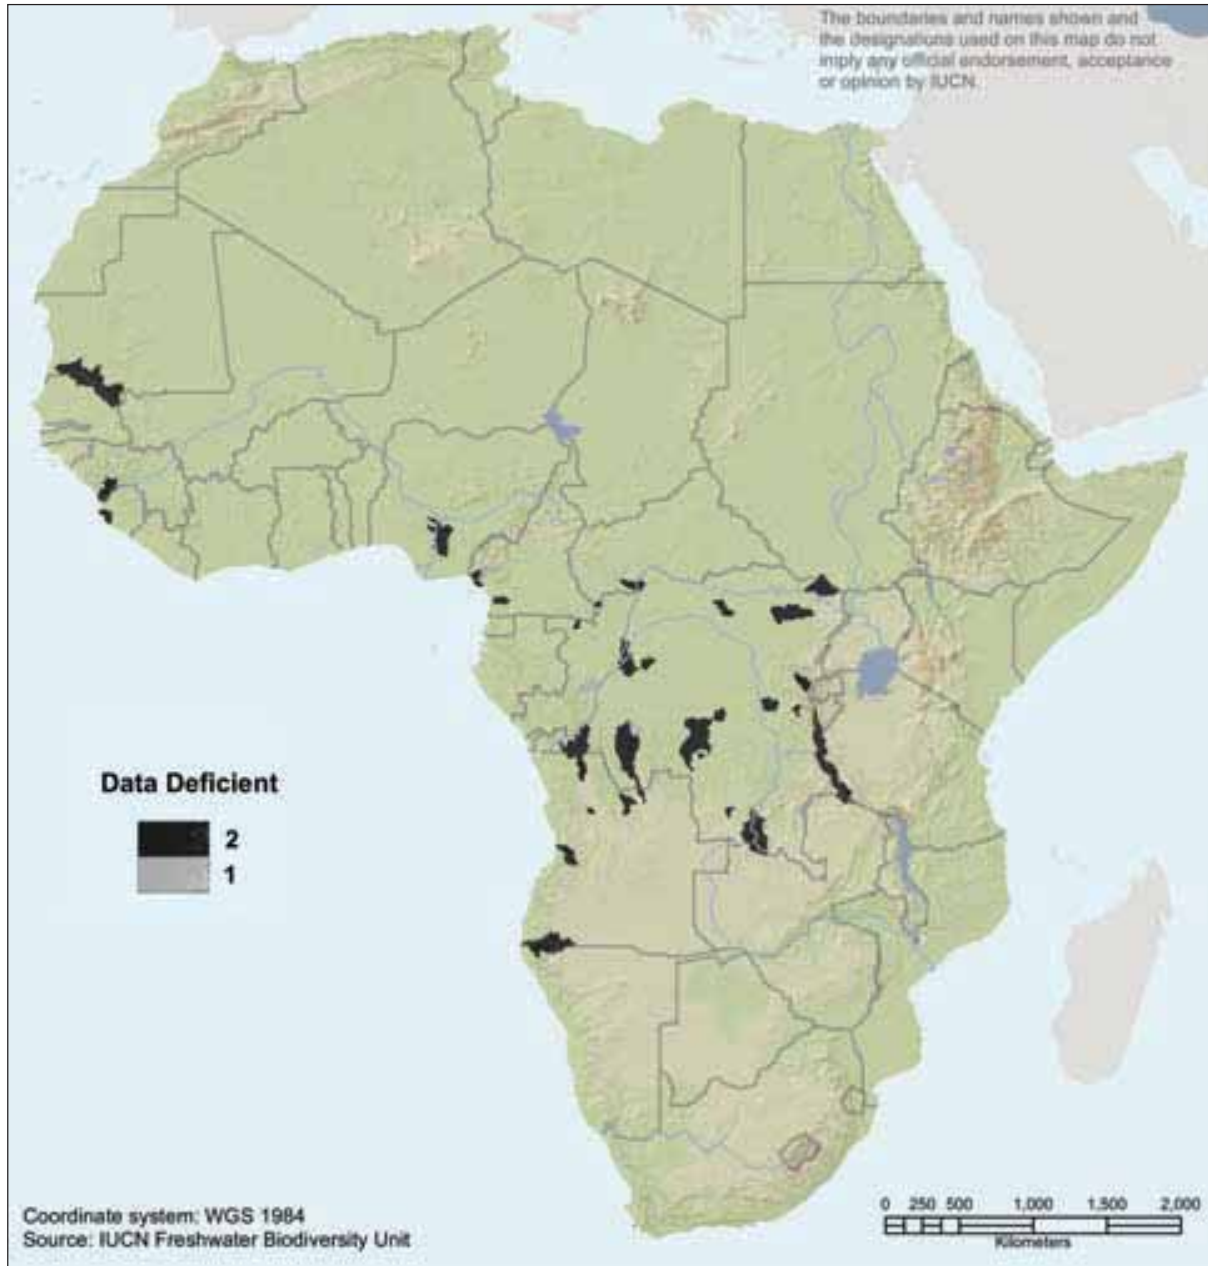 The boundaries and names shown and
the designations used on this map do not
imply any official endorsement, acceptance
or opinion by IUCN.
Data Deficient
2
1
Coordinate system: WGS 1984
Source: IUCN Freshwater Biodiversity Unit
0 250 500 1,000 1,500 2,000
Kilometers